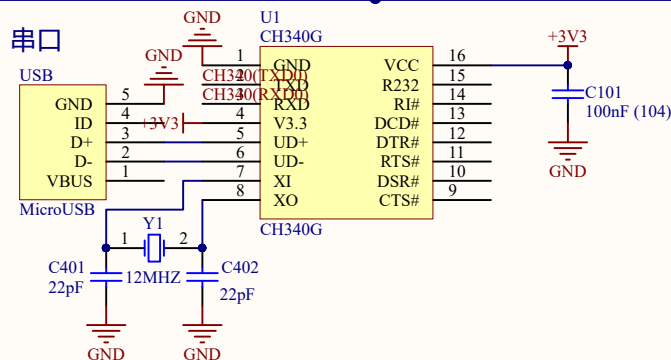 串口
GND
U1
CH340G
USB
GND
+3V3
1
GND
VCC
16
CH340(TXD0)
2
TXD
R232
15
CH340(RXD0)
3
RXD
RI#
14
GND
5
+3V3
4
V3.3
DCD#
13
ID
4
D+
3
5
UD+
DTR#
12
D-
2
6
UD-
RTS#
11
VBUS
1
7
XI
DSR#
10
8
XO
CTS#
9
C101
100nF (104)
GND
MicroUSB
CH340G
Y1
1
2
12MHZ
C401
22pF
C402
22pF
GND
GND